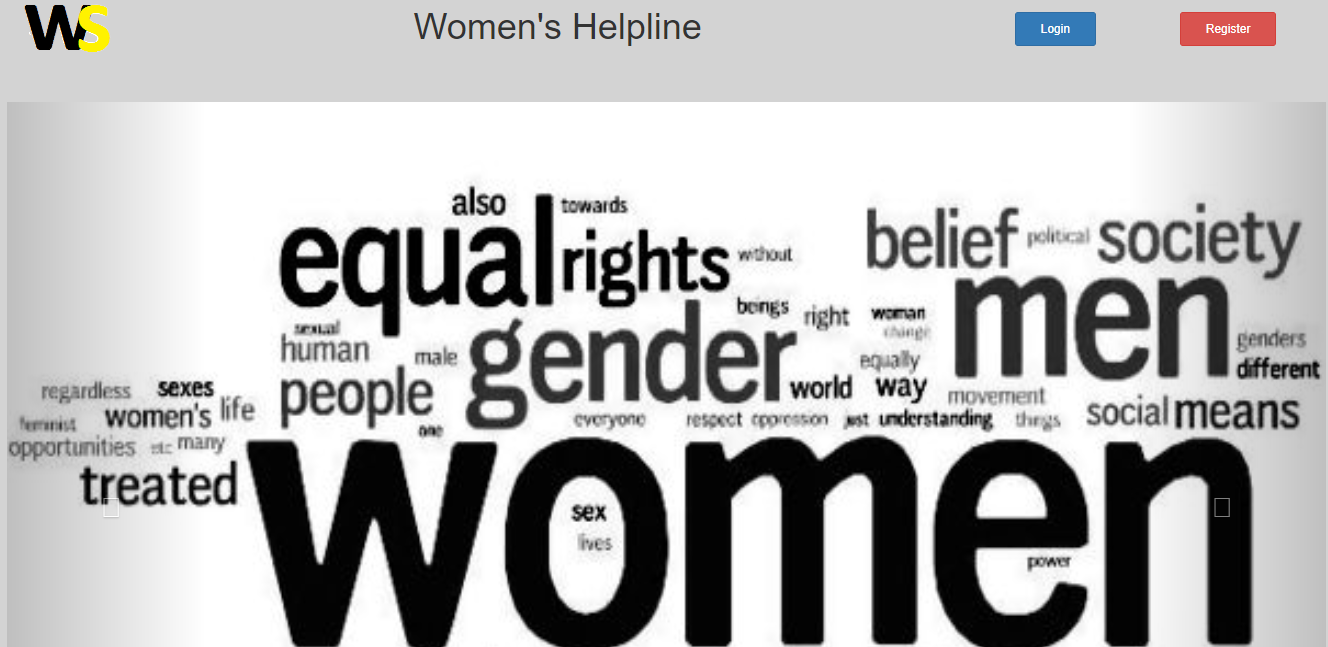 WS
Women's Helpline
Login
Register
also
towards
equal
rights
without
belief
political
society
beings
right
woman
change
men
sexual
human
male
gender
equally
genders
different
regardless
sexes
people
world
way
movement
feminist
women's
life
everyone
respect oppression
just
understanding
things
social
means
one
opportunities
etc
many
treated
women
sex
lives
power